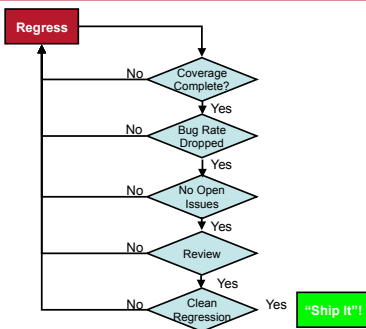 Regress
No
Coverage
Complete?
Yes
No
Bug Rate
Dropped
Yes
No
No Open
Issues
Yes
No
Review
Yes
No
Clean
Regression
Yes
"Ship It"!